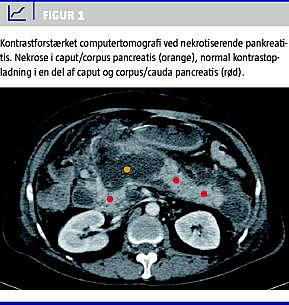 FIGUR 1
Kontrastforstærket computertomografi ved nekrotiserende pankreati-
tis. Nekrose i caput/corpus pancreatis (orange), normal kontrastop-
ladning i en del af caput og corpus/cauda pancreatis (rød).